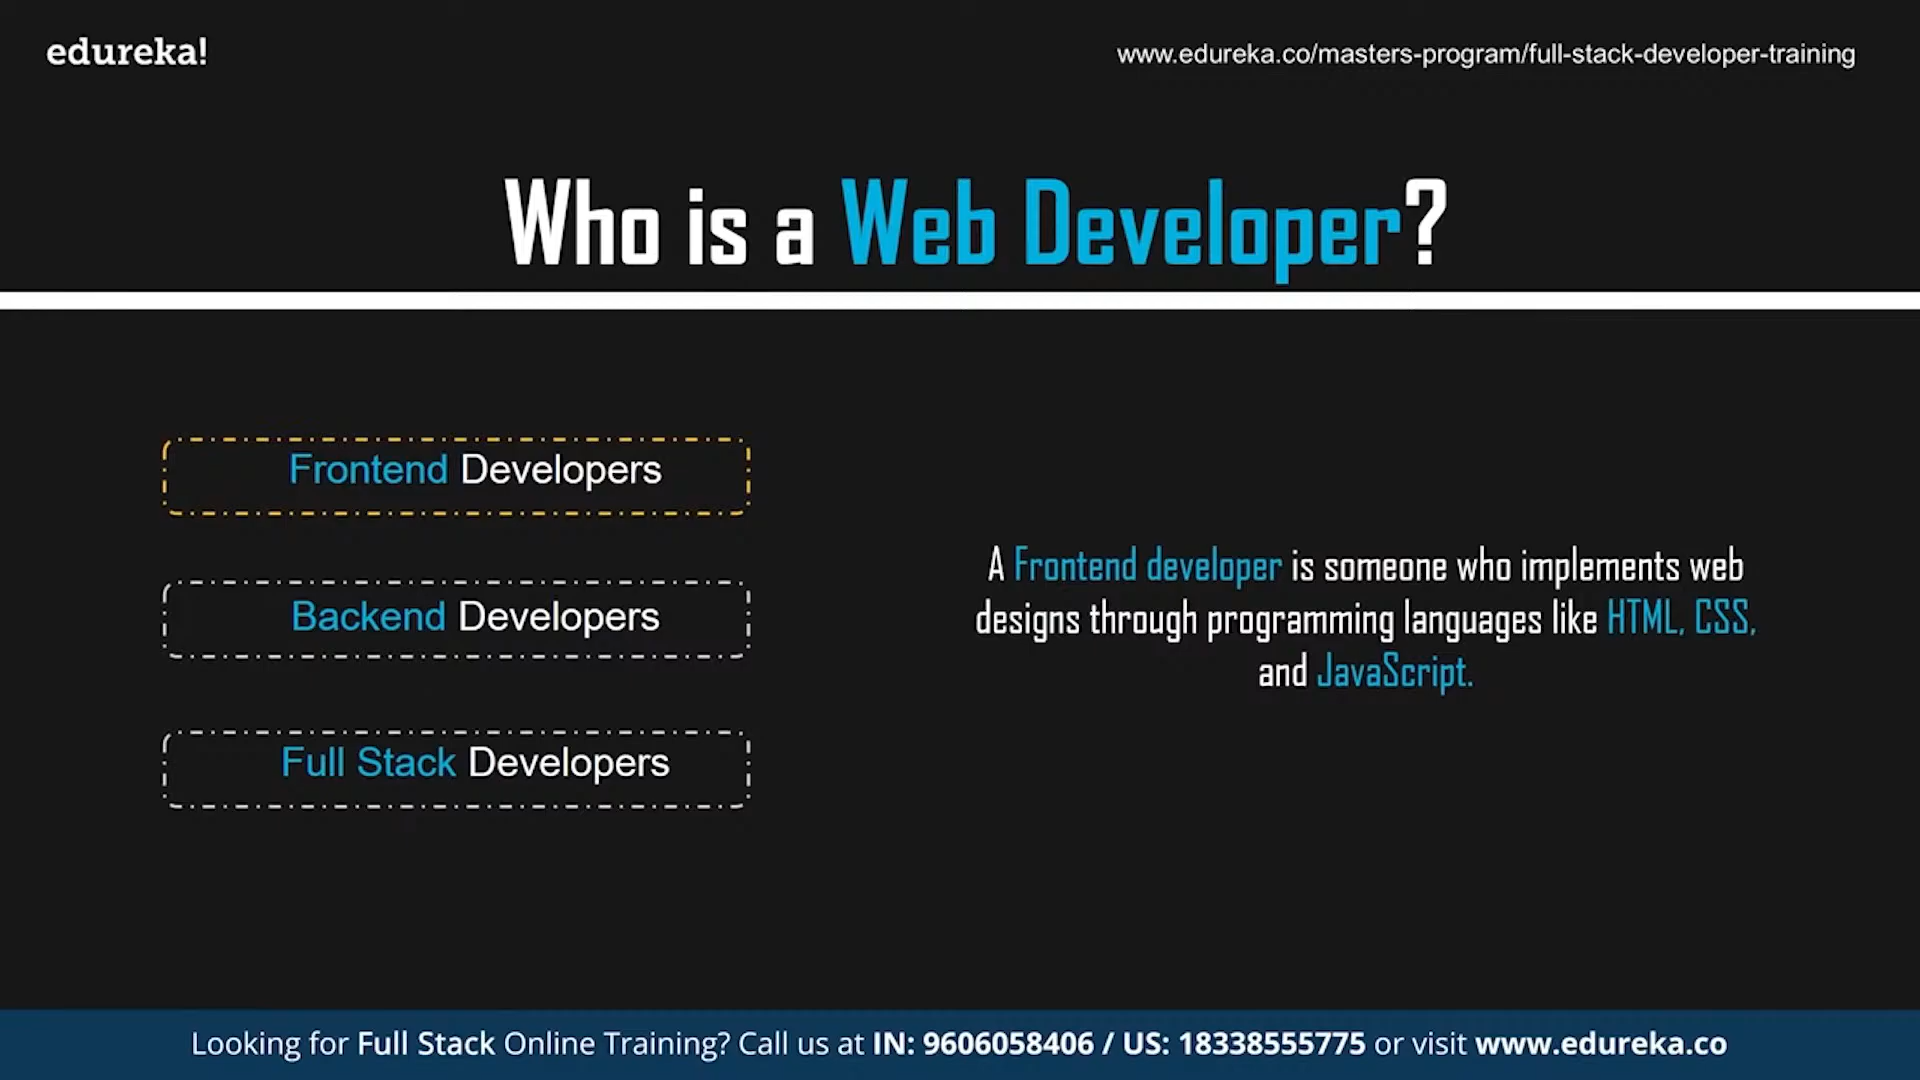 edureka!
www.edureka.co/masters-program/full-stack-developer-training
Who is a Web Developer?
Frontend Developers
Backend Developers
Full Stack Developers
A Frontend developer is someone who implements web
designs through programming languages like HTML, CSS,
and JavaScript.
Looking for Full Stack Online Training? Call us at IN: 9606058406 / US: 18338555775 or visit www.edureka.co